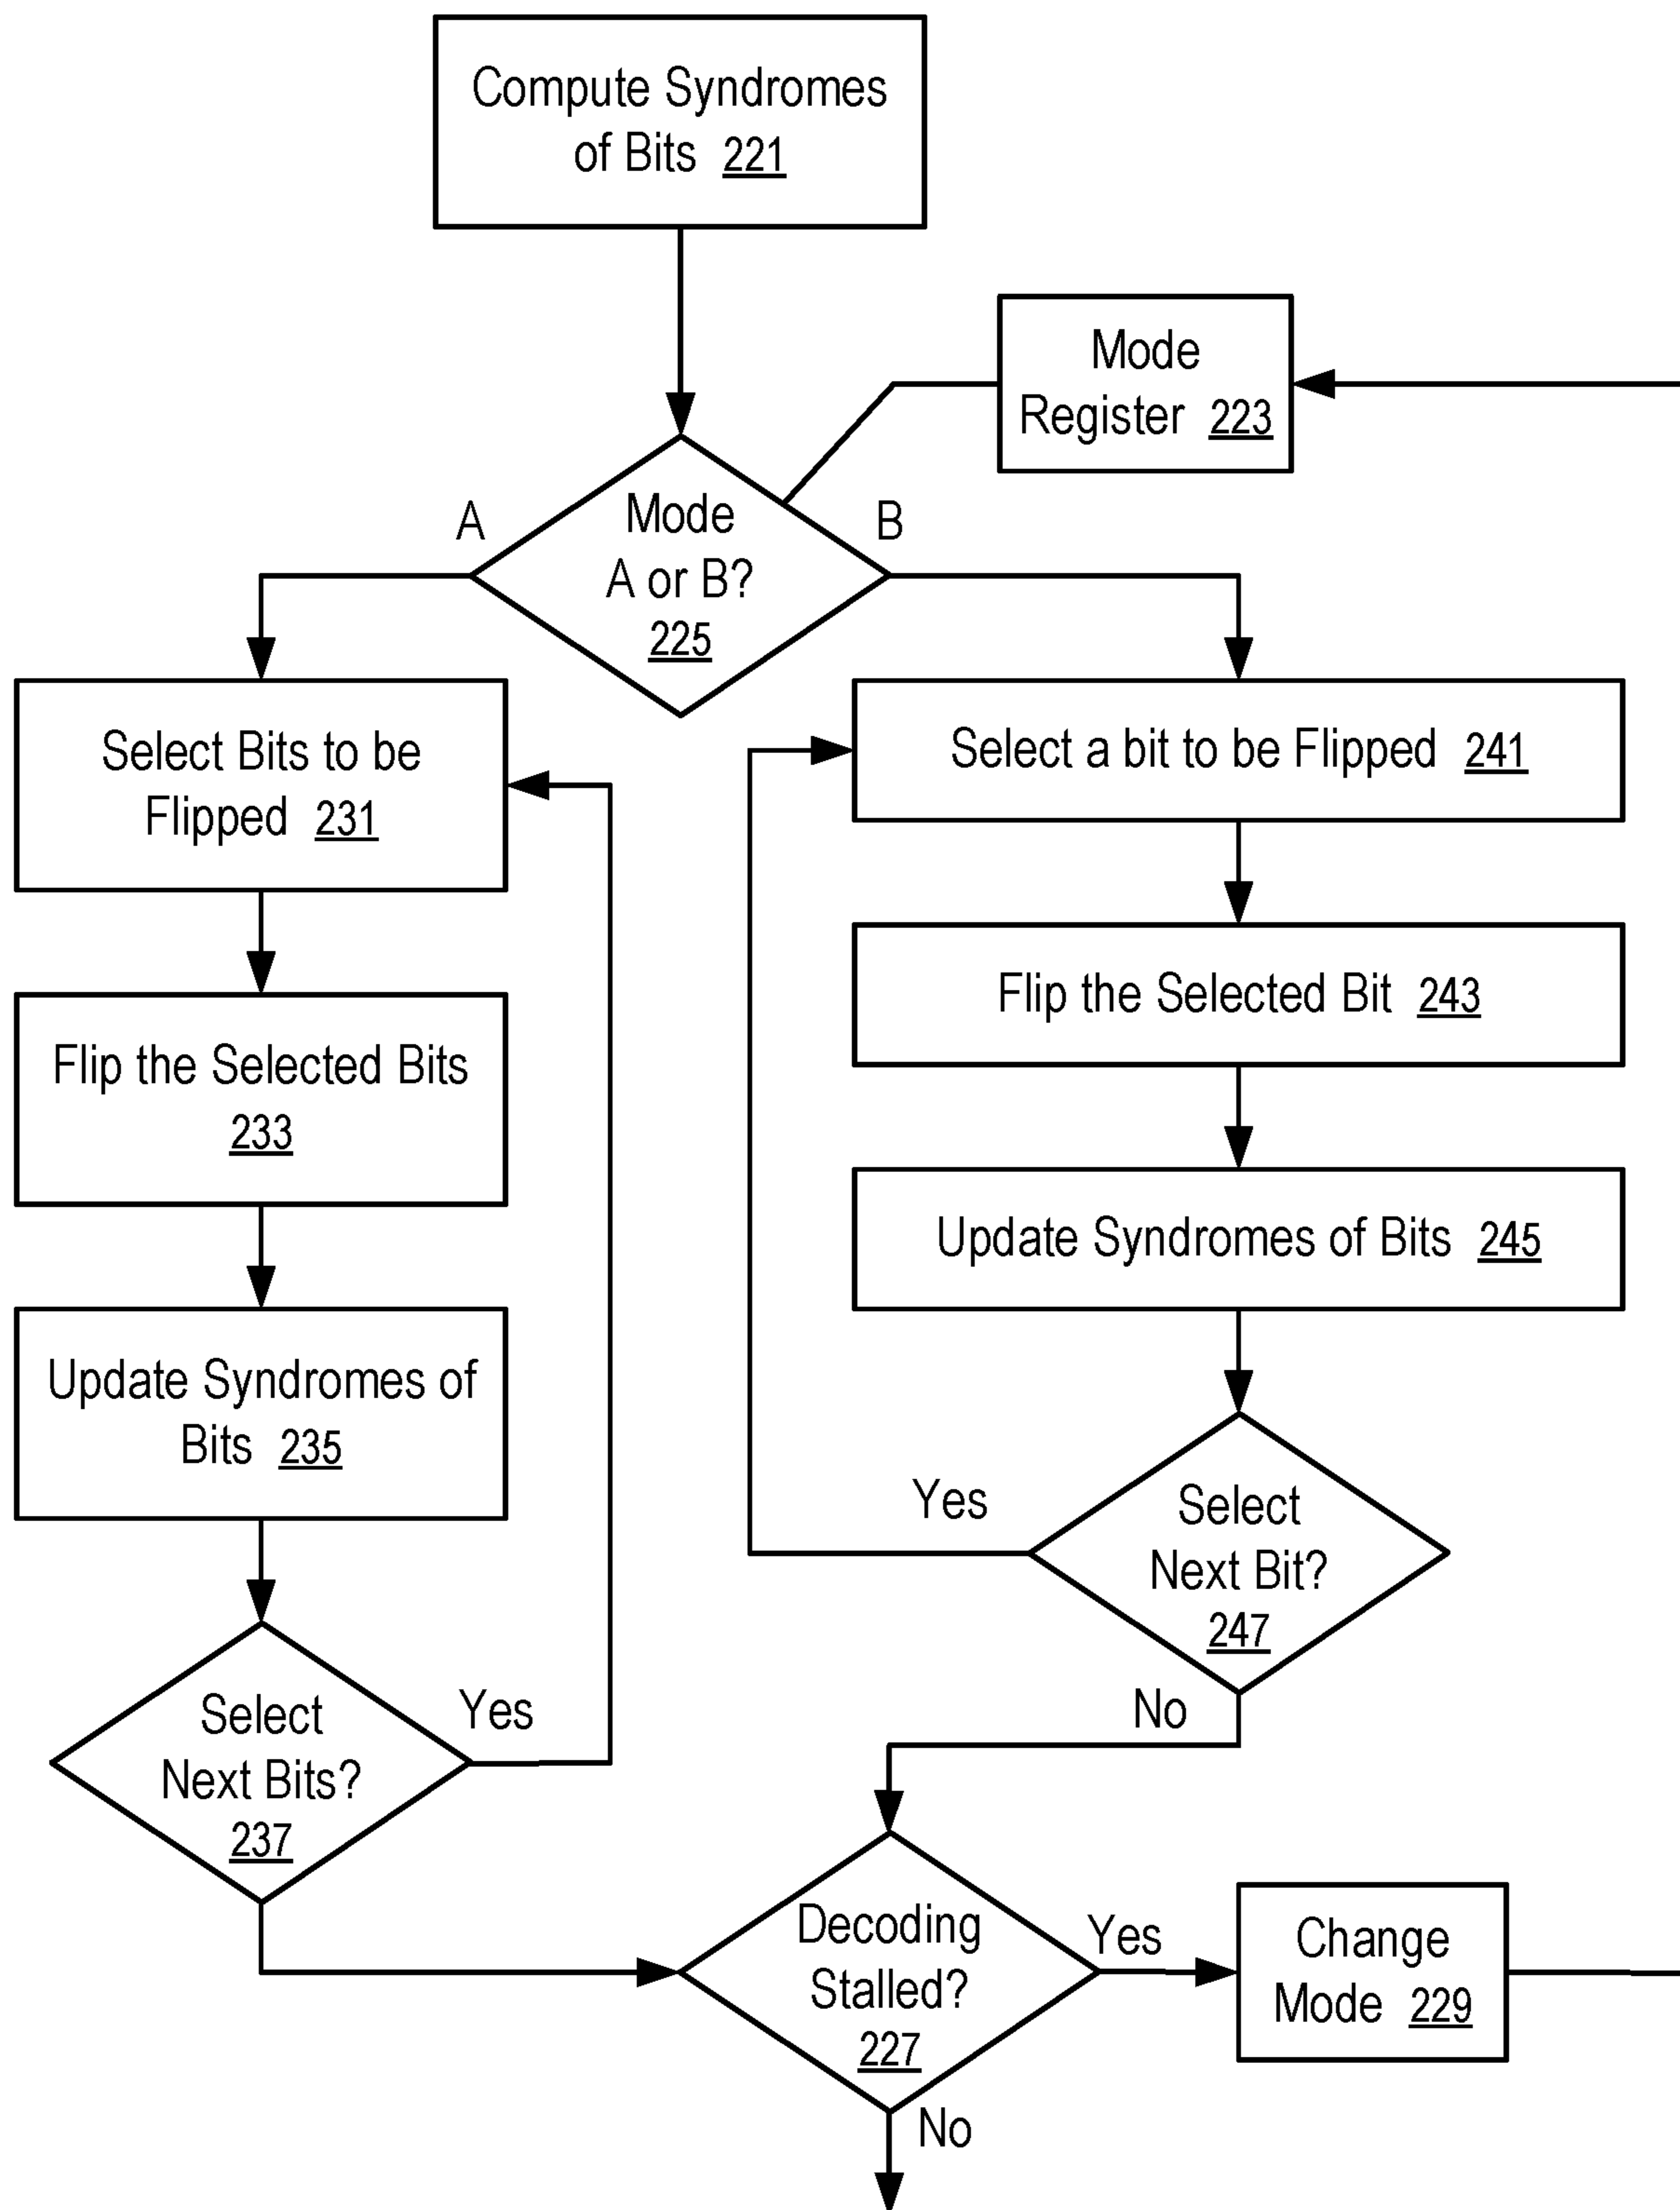 Compute Syndromes
of Bits 221
Mode
Register 223
A
Mode
A or B?
225
B
Select Bits to be
Flipped 231
Select a bit to be Flipped 241
Flip the Selected Bit 243
Flip the Selected Bits
233
Update Syndromes of Bits 245
Update Syndromes of
Bits 235
Yes
Select
Next Bit?
247
No
Select
Next Bits?
237
Yes
Decoding
Stalled?
227
Yes
Change
Mode 229
No